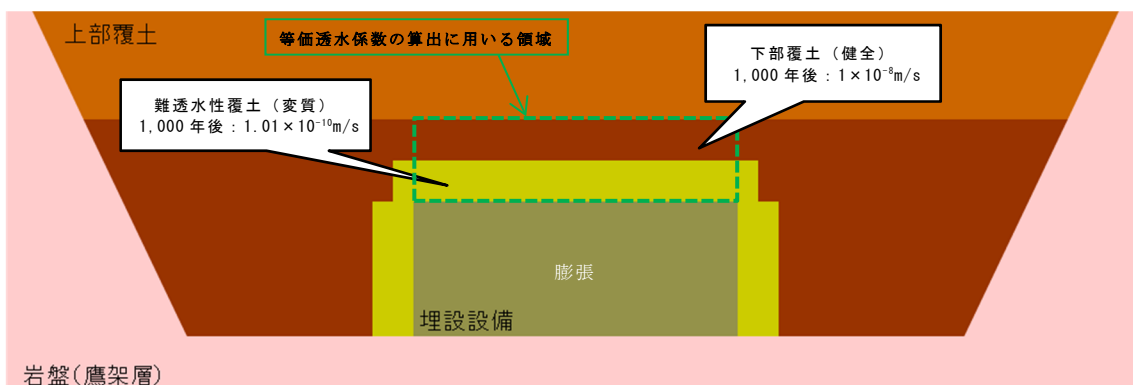 上部覆土
等価透水係数の算出に用いる領域
下部覆土（健全）
1,000 年後：1×10⁻⁸m/s
難透水性覆土（変質）
1,000 年後：1.01×10⁻¹⁰m/s
膨張
埋設設備
岩盤(鷹架層)